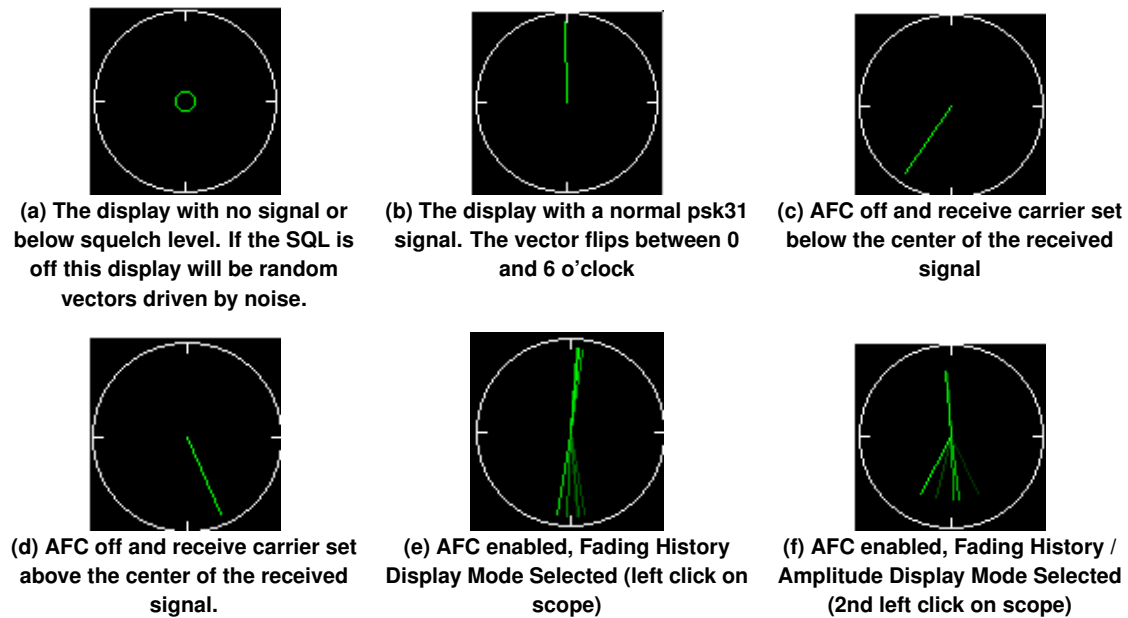 (a) The display with no signal or
below squelch level. If the SQL is
off this display will be random
vectors driven by noise.
(b) The display with a normal psk31
signal. The vector flips between 0
and 6 o’clock
(c) AFC off and receive carrier set
below the center of the received
signal
(d) AFC off and receive carrier set
above the center of the received
signal.
(e) AFC enabled, Fading History
Display Mode Selected (left click on
scope)
(f) AFC enabled, Fading History /
Amplitude Display Mode Selected
(2nd left click on scope)